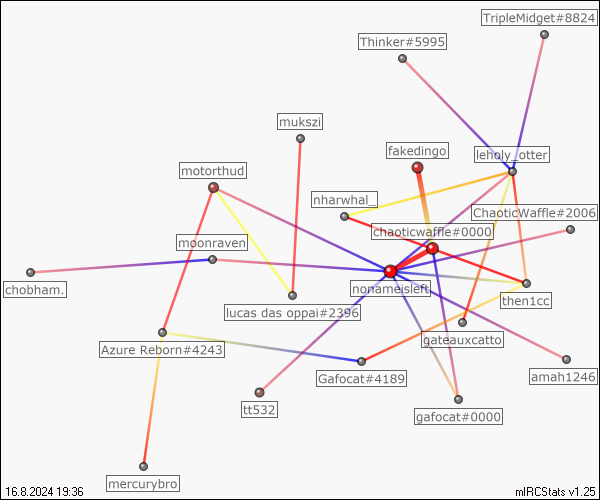 TripleMidget#8824
Thinker#5995
mukszi
fakedingo
leholy_otter
motorthud
nharwhal_
ChaoticWaffle#2006
chaoticwaffle#0000
moonraven
chobham.
nonameisleft
then1cc
lucas das oppai#2396
gateauxcatto
Azure Reborn#4243
Gafocat#4189
amah1246
tt532
gafocat#0000
mercurybro
16.8.2024 19:36
mIRCStats v1.25